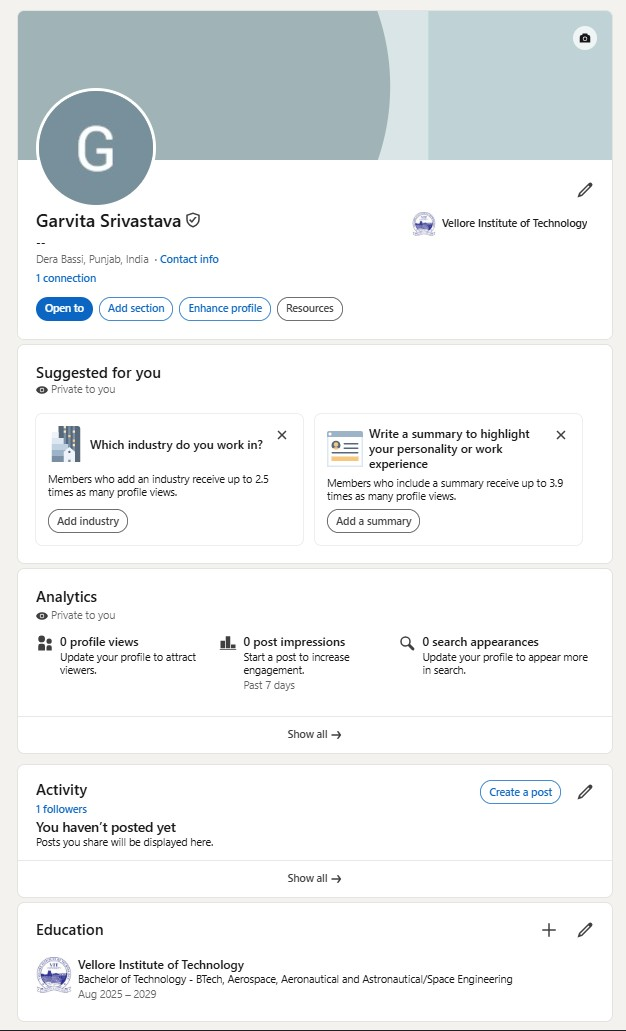 G
Garvita Srivastava
Vellore Institute of Technology
--
Dera Bassi, Punjab, India · Contact info
1 connection
Open to
Add section
Enhance profile
Resources
Suggested for you
Private to you
Which industry do you work in?
Members who add an industry receive up to 2.5
times as many profile views.
Add industry
Write a summary to highlight
your personality or work
experience
Members who include a summary receive up to 3.9
times as many profile views.
Add a summary
Analytics
Private to you
0 profile views
Update your profile to attract
viewers.
0 post impressions
Start a post to increase
engagement.
Past 7 days
0 search appearances
Update your profile to appear more
in search.
Show all →
Activity
Create a post
1 followers
You haven't posted yet
Posts you share will be displayed here.
Show all →
Education
Vellore Institute of Technology
Bachelor of Technology - BTech, Aerospace, Aeronautical and Astronautical/Space Engineering
Aug 2025 – 2029